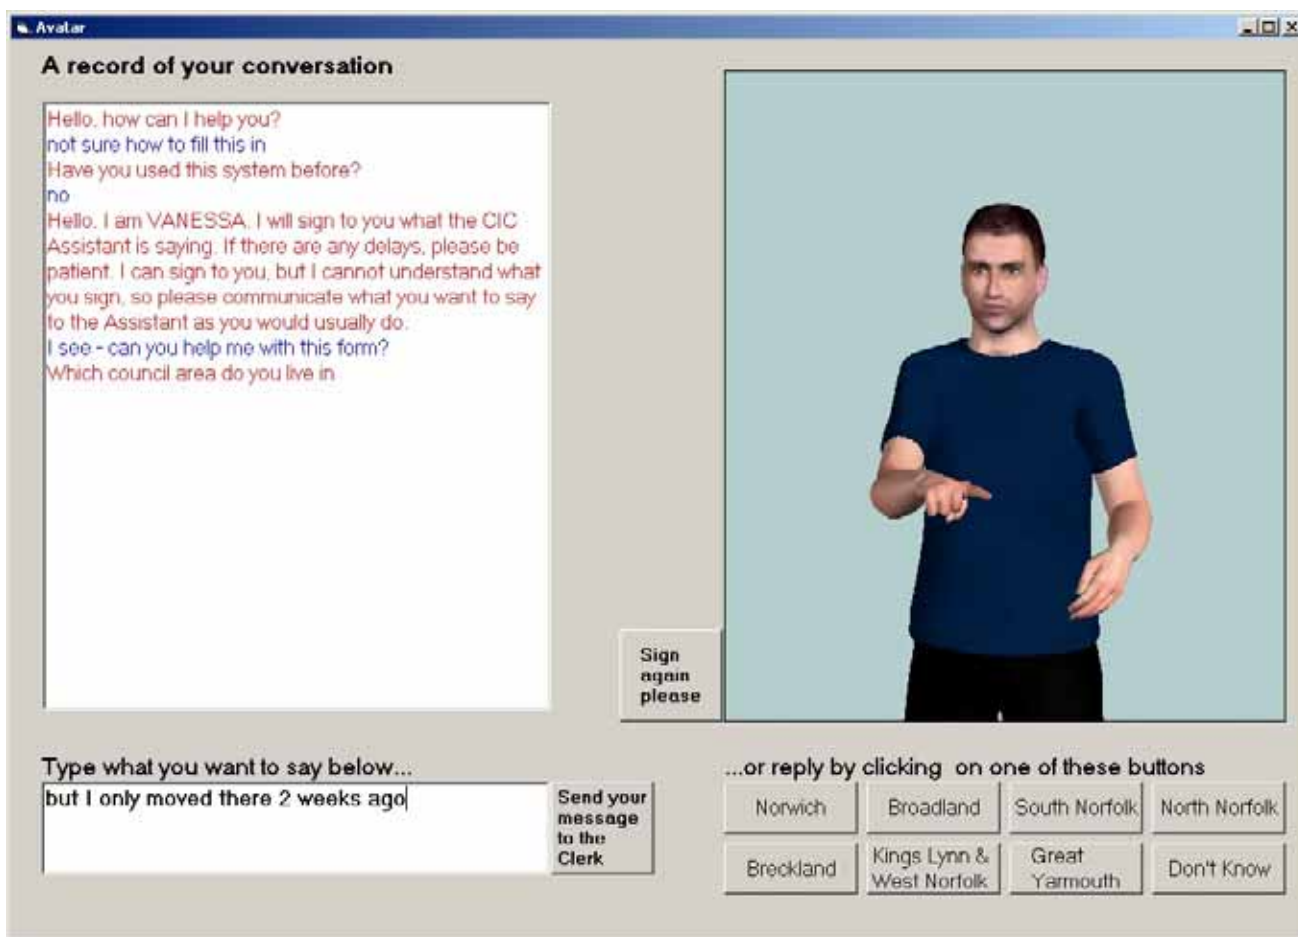 Avatar
A record of your conversation
Hello, how can I help you?
not sure how to fill this in
Have you used this system before?
no
Hello. I am VANESSA. I will sign to you what the CIC
Assistant is saying. If there are any delays, please be
patient. I can sign to you, but I cannot understand what
you sign, so please communicate what you want to say
to the Assistant as you would usually do.
I see - can you help me with this form?
Which council area do you live in
Sign
again
please
Type what you want to say below...
but I only moved there 2 weeks ago
Send your
message
to the
Clerk
...or reply by clicking on one of these buttons
Norwich
Broadland
South Norfolk
North Norfolk
Breckland
Kings Lynn &
West Norfolk
Great
Yarmouth
Don't Know